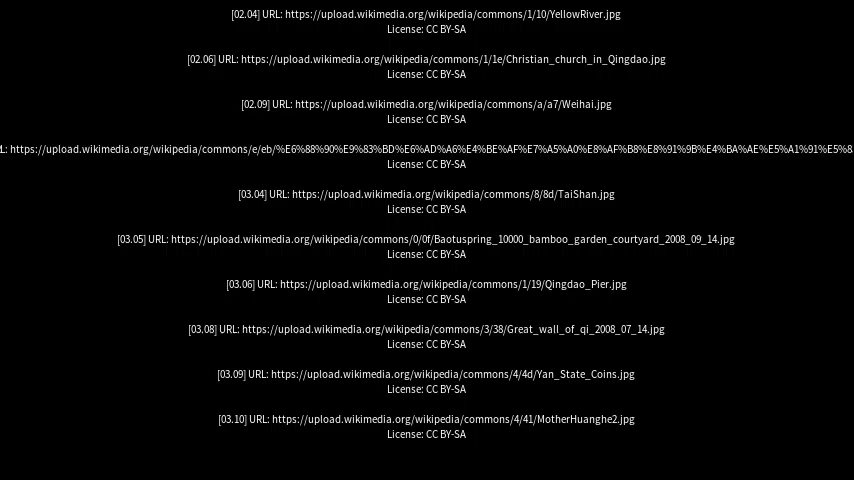 [02.04] URL: https://upload.wikimedia.org/wikipedia/commons/1/10/YellowRiver.jpg
License: CC BY-SA
[02.06] URL: https://upload.wikimedia.org/wikipedia/commons/1/1e/Christian_church_in_Qingdao.jpg
License: CC BY-SA
[02.09] URL: https://upload.wikimedia.org/wikipedia/commons/a/a7/Weihai.jpg
License: CC BY-SA
L: https://upload.wikimedia.org/wikipedia/commons/e/eb/%E6%88%90%E9%83%BD%E6%AD%A6%E4%BE%AF%E7%A5%A0%E8%AF%B8%E8%91%9B%E4%BA%AE%E5%A1%91%E5%8
License: CC BY-SA
[03.04] URL: https://upload.wikimedia.org/wikipedia/commons/8/8d/TaiShan.jpg
License: CC BY-SA
[03.05] URL: https://upload.wikimedia.org/wikipedia/commons/0/0f/Baotuspring_10000_bamboo_garden_courtyard_2008_09_14.jpg
License: CC BY-SA
[03.06] URL: https://upload.wikimedia.org/wikipedia/commons/1/19/Qingdao_Pier.jpg
License: CC BY-SA
[03.08] URL: https://upload.wikimedia.org/wikipedia/commons/3/38/Great_wall_of_qi_2008_07_14.jpg
License: CC BY-SA
[03.09] URL: https://upload.wikimedia.org/wikipedia/commons/4/4d/Yan_State_Coins.jpg
License: CC BY-SA
[03.10] URL: https://upload.wikimedia.org/wikipedia/commons/4/41/MotherHuanghe2.jpg
License: CC BY-SA